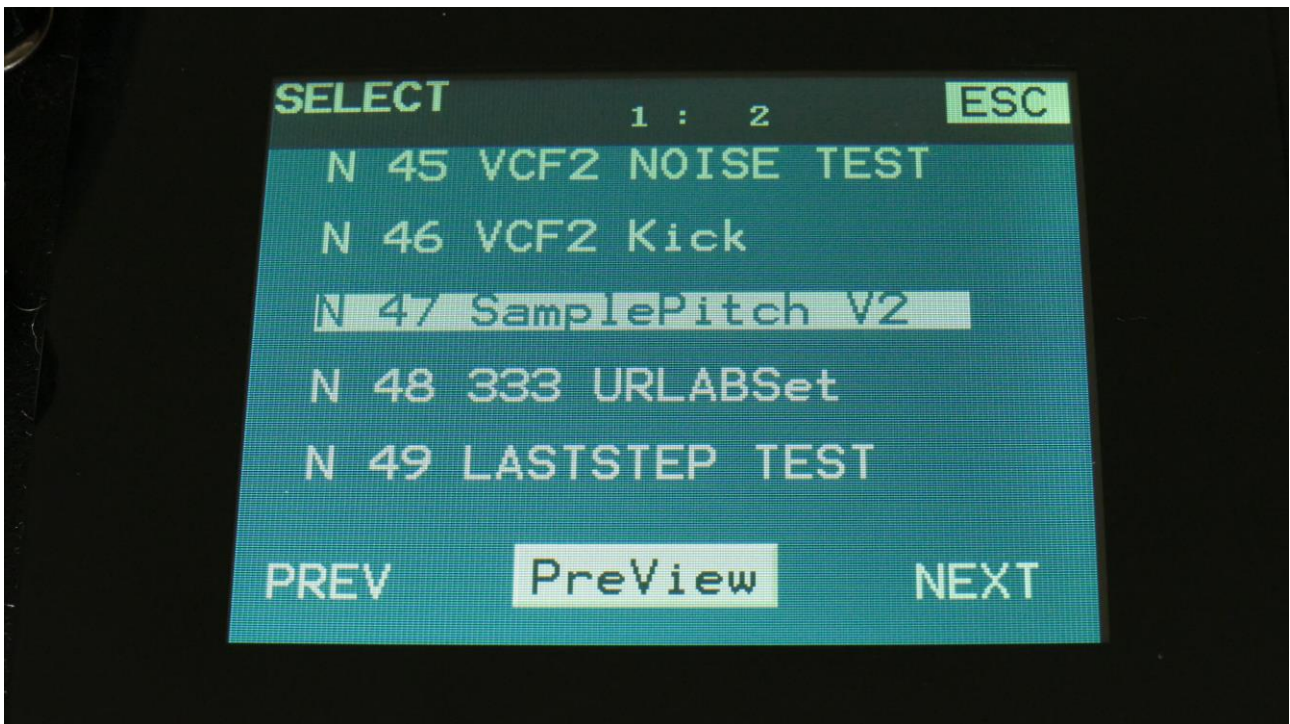 SELECT 1 : 2 ESC
N 45 VCF2 NOISE TEST
N 46 VCF2 Kick
N 47 SamplePitch V2
N 48 333 URLABSet
N 49 LASTSTEP TEST
PREV PreView NEXT